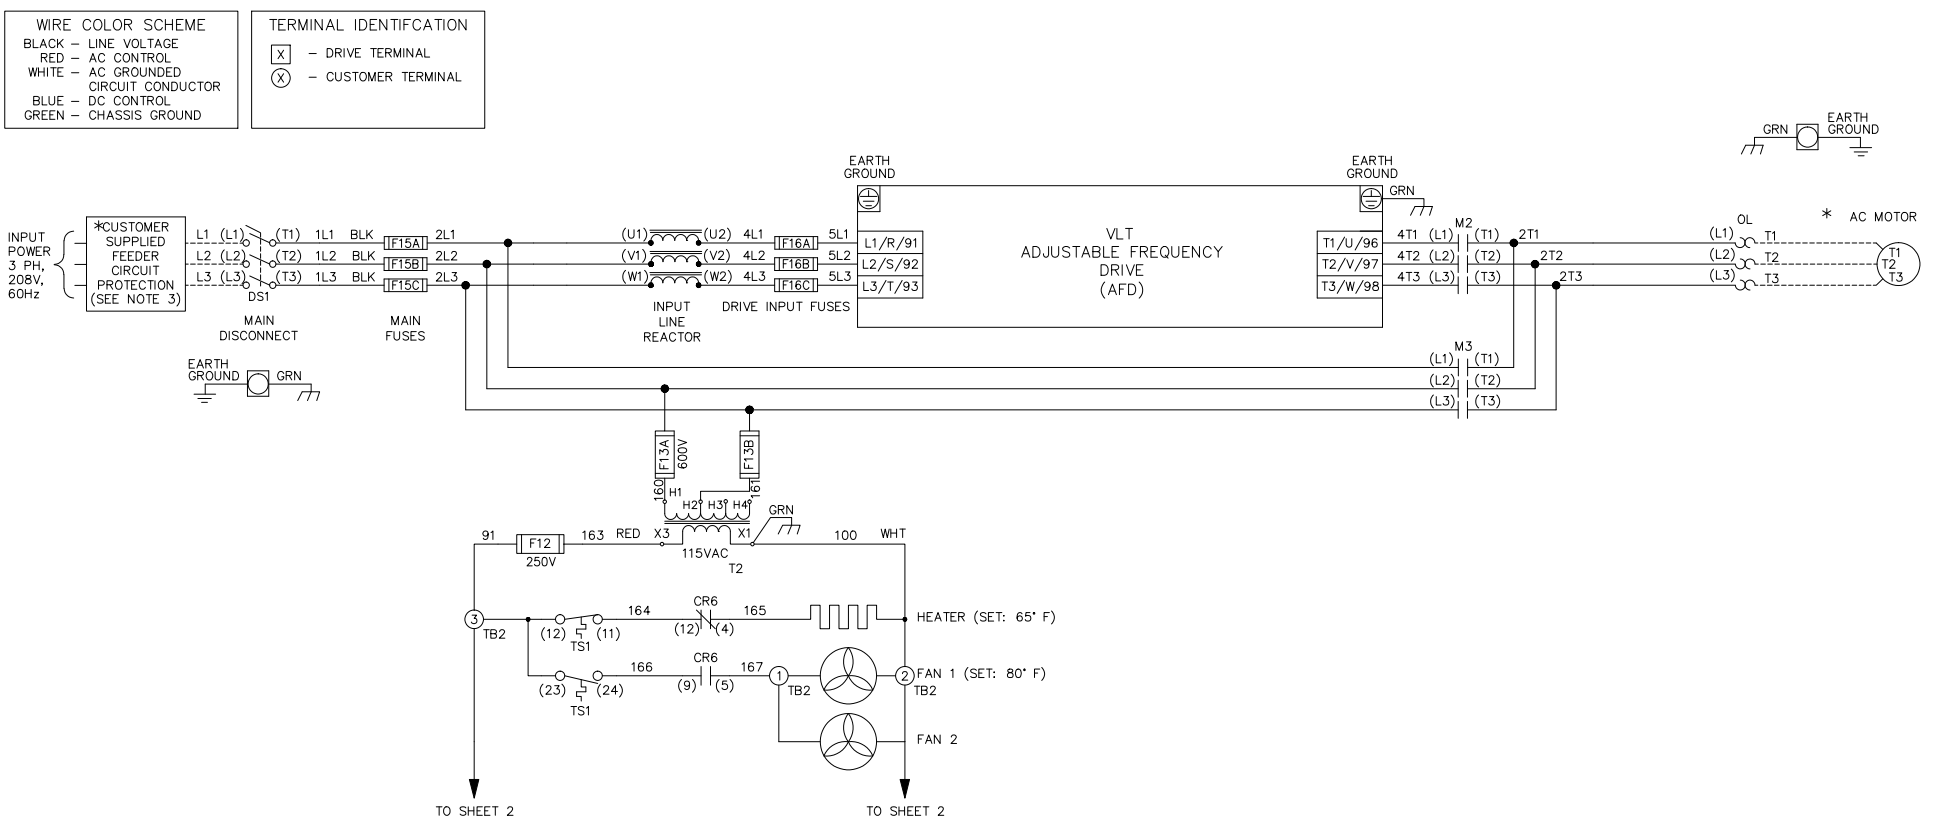 WIRE COLOR SCHEME
BLACK – LINE VOLTAGE
RED – AC CONTROL
WHITE – AC GROUNDED
CIRCUIT CONDUCTOR
BLUE – DC CONTROL
GREEN – CHASSIS GROUND
TERMINAL IDENTIFCATION
X – DRIVE TERMINAL
X – CUSTOMER TERMINAL
INPUT
POWER
3 PH,
208V,
60Hz
*CUSTOMER
SUPPLIED
FEEDER
CIRCUIT
PROTECTION
(SEE NOTE 3)
L1 (L1) (T1) 1L1 BLK F15A 2L1
L2 (L2) (T2) 1L2 BLK F15B 2L2
L3 (L3) (T3) 1L3 BLK F15C 2L3
DS1
MAIN
DISCONNECT
MAIN
FUSES
EARTH
GROUND
GRN
(U1) (U2) 4L1 F16A 5L1
(V1) (V2) 4L2 F16B 5L2
(W1) (W2) 4L3 F16C 5L3
INPUT
LINE
REACTOR
DRIVE INPUT FUSES
EARTH
GROUND
L1/R/91
L2/S/92
L3/T/93
VLT
ADJUSTABLE FREQUENCY
DRIVE
(AFD)
EARTH
GROUND
GRN
T1/U/96
T2/V/97
T3/W/98
M2
4T1 (L1) (T1) 2T1
4T2 (L2) (T2) 2T2
4T3 (L3) (T3) 2T3
M3
(L1) (T1)
(L2) (T2)
(L3) (T3)
GRN
EARTH
GROUND
OL
* AC MOTOR
(L1) T1
(L2) T2
(L3) T3
T1
T2
T3
F13A
600V
F13B
160
161
H1
H2 H3 H4
GRN
91 F12 163 RED X3 X1 100 WHT
250V
115VAC
T2
3
TB2
(12) (11)
TS1
164
CR6
(12) (4)
165
HEATER (SET: 65° F)
(23) (24)
TS1
166
CR6
(9) (5)
167
1
TB2
2
TB2
FAN 1 (SET: 80° F)
FAN 2
TO SHEET 2
TO SHEET 2